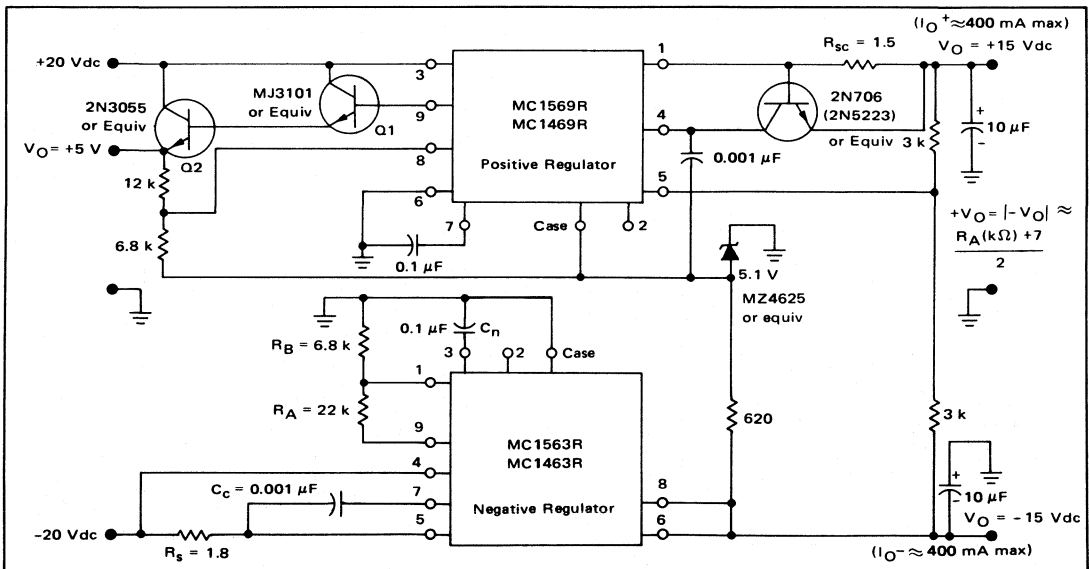 (IO+ ≈400 mA max)
VO = +15 Vdc
Rsc = 1.5
1
+20 Vdc
3
MC1569R
MC1469R
Positive Regulator
MJ3101
or Equiv
2N3055
or Equiv
9
Q1
4
2N706
(2N5223)
or Equiv
3 k
+
10 µF
-
VO = +5 V
Q2
8
0.001 µF
12 k
6
5
7
Case
2
+VO = |-VO| ≈
RA(kΩ) +7
2
6.8 k
0.1 µF
5.1 V
MZ4625
or equiv
0.1 µF
Cn
RB = 6.8 k
3
2
Case
1
RA = 22 k
9
MC1563R
MC1463R
Negative Regulator
620
3 k
4
CC = 0.001 µF
7
8
+
-
10 µF
VO = -15 Vdc
-20 Vdc
5
6
Rs = 1.8
(IO- ≈ 400 mA max)